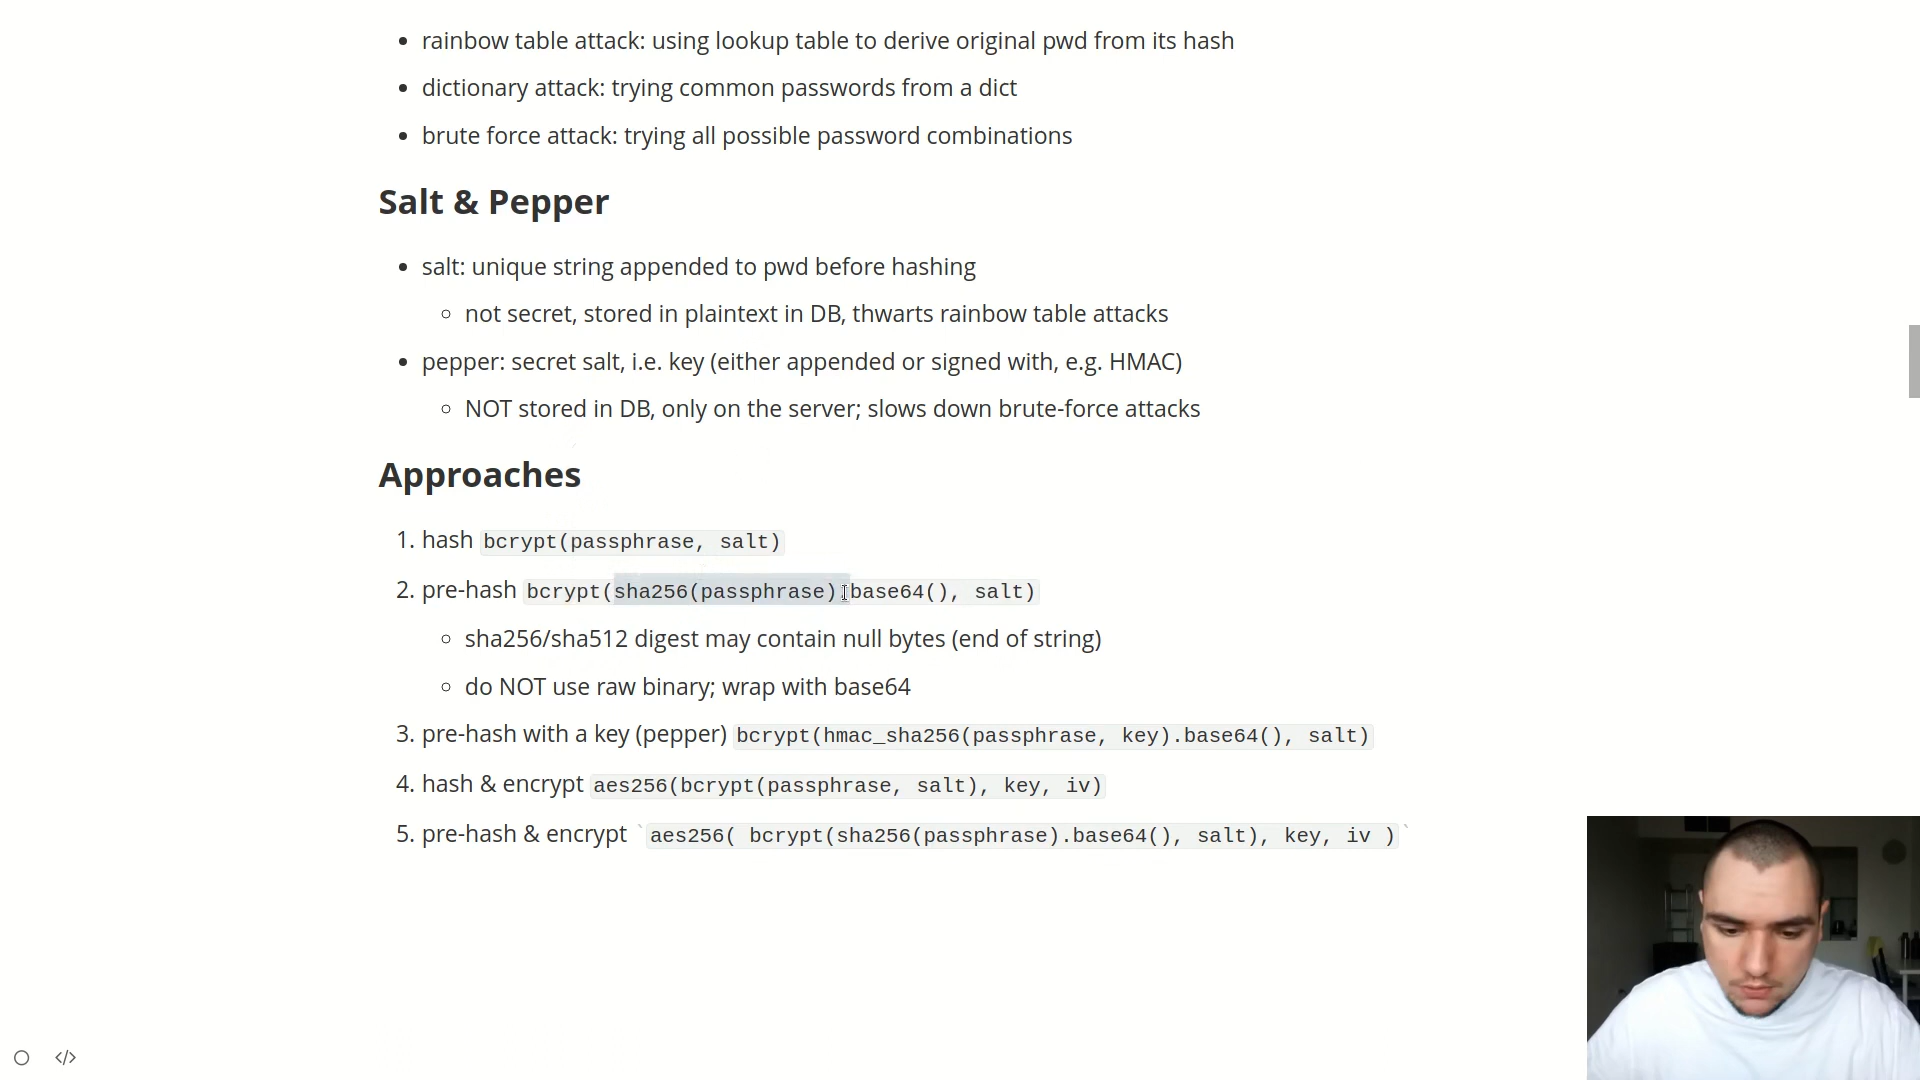 • rainbow table attack: using lookup table to derive original pwd from its hash
• dictionary attack: trying common passwords from a dict
• brute force attack: trying all possible password combinations
Salt & Pepper
• salt: unique string appended to pwd before hashing
◦ not secret, stored in plaintext in DB, thwarts rainbow table attacks
• pepper: secret salt, i.e. key (either appended or signed with, e.g. HMAC)
◦ NOT stored in DB, only on the server; slows down brute-force attacks
Approaches
1. hash bcrypt(passphrase, salt)
2. pre-hash bcrypt(sha256(passphrase).base64(), salt)
◦ sha256/sha512 digest may contain null bytes (end of string)
◦ do NOT use raw binary; wrap with base64
3. pre-hash with a key (pepper) bcrypt(hmac_sha256(passphrase, key).base64(), salt)
4. hash & encrypt aes256(bcrypt(passphrase, salt), key, iv)
5. pre-hash & encrypt `aes256( bcrypt(sha256(passphrase).base64(), salt), key, iv )`